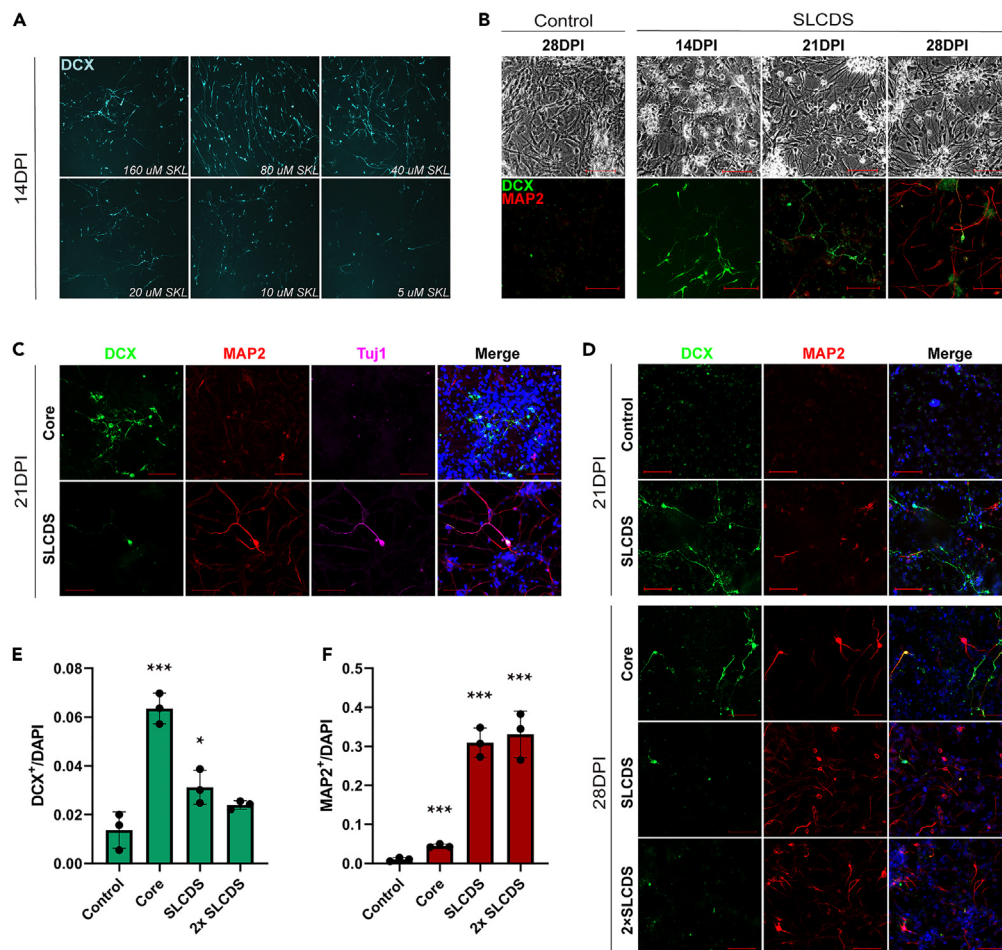 A
14DPI
DCX
160 uM SKL
80 uM SKL
40 uM SKL
20 uM SKL
10 uM SKL
5 uM SKL
B
Control
SLCDS
28DPI
14DPI
21DPI
28DPI
DCX
MAP2
C
DCX
MAP2
Tuj1
Merge
21DPI
Core
SLCDS
D
DCX
MAP2
Merge
21DPI
Control
SLCDS
28DPI
Core
SLCDS
2×SLCDS
E
DCX⁺/DAPI
0.08
0.06
0.04
0.02
0.00
***
*
Control
Core
SLCDS
2x SLCDS
F
MAP2⁺/DAPI
0.5
0.4
0.3
0.2
0.1
0.0
***
***
***
Control
Core
SLCDS
2x SLCDS